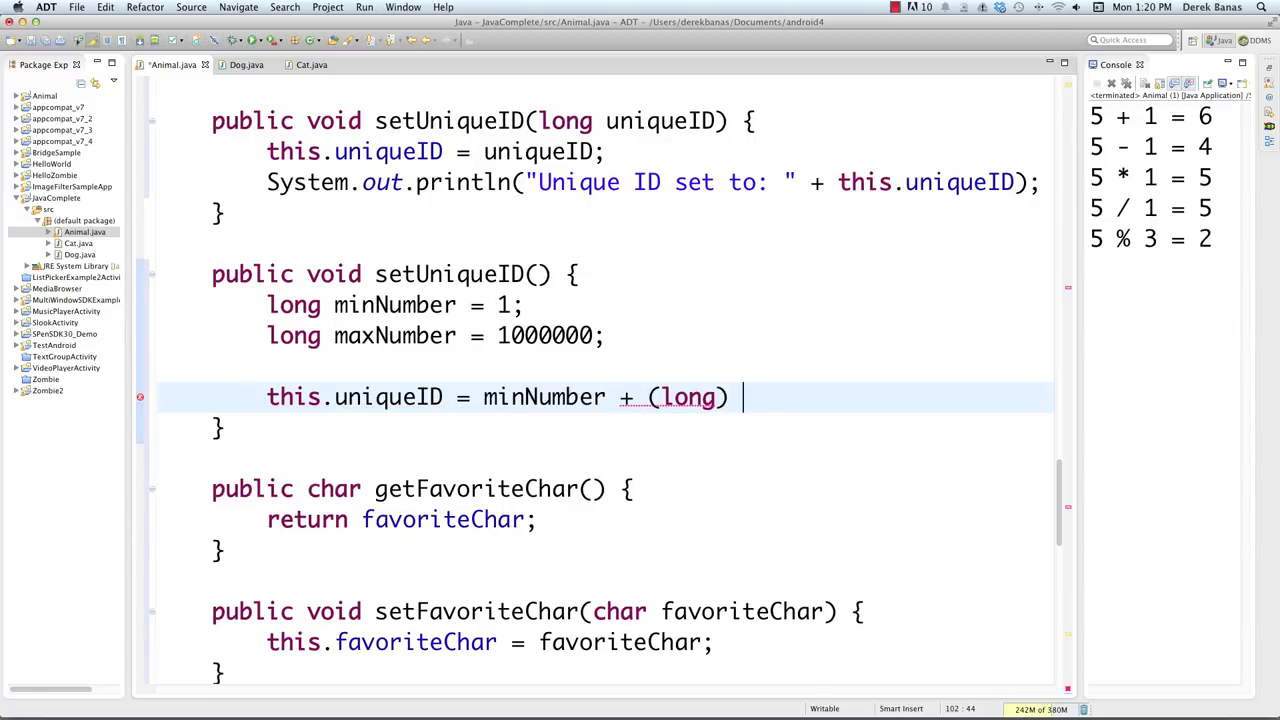 ADT File Edit Refactor Source Navigate Search Project Run Window Help 10 Mon 1:20 PM Derek Banas
Java - JavaComplete/src/Animal.java - ADT - /Users/derekbanas/Documents/android4
Quick Access Java DDMS
Package Exp
Animal
appcompat_v7
appcompat_v7_2
appcompat_v7_3
appcompat_v7_4
BridgeSample
HelloWorld
HelloZombie
ImageFilterSampleApp
JavaComplete
src
(default package)
Animal.java
Cat.java
Dog.java
JRE System Library [Ja
ListPickerExample2Activi
MediaBrowser
MultiWindowSDKExample
MusicPlayerActivity
SlookActivity
SPenSDK30_Demo
TestAndroid
TextGroupActivity
VideoPlayerActivity
Zombie
Zombie2
*Animal.java Dog.java Cat.java
public void setUniqueID(long uniqueID) {
this.uniqueID = uniqueID;
System.out.println("Unique ID set to: " + this.uniqueID);
}
public void setUniqueID() {
long minNumber = 1;
long maxNumber = 1000000;
this.uniqueID = minNumber + (long)
}
public char getFavoriteChar() {
return favoriteChar;
}
public void setFavoriteChar(char favoriteChar) {
this.favoriteChar = favoriteChar;
}
Console
<terminated> Animal (1) [Java Application] /S
5 + 1 = 6
5 - 1 = 4
5 * 1 = 5
5 / 1 = 5
5 % 3 = 2
Writable Smart Insert 102 : 44 242M of 380M